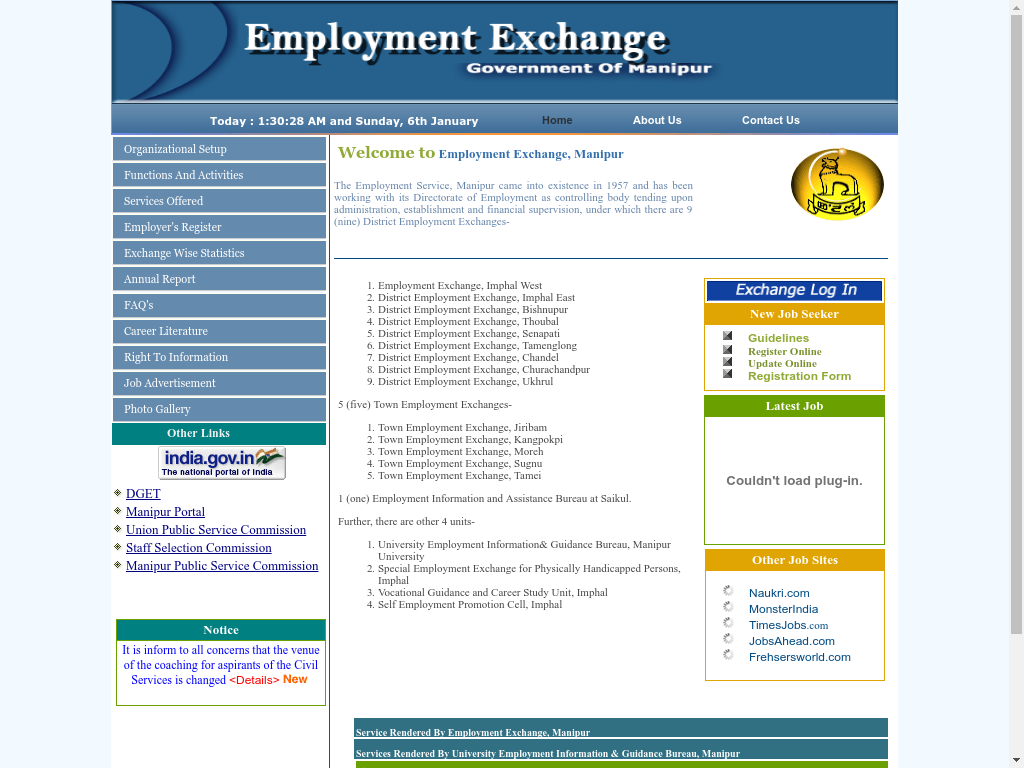 Employment Exchange
Government Of Manipur
Today : 1:30:28 AM and Sunday, 6th January
Home
About Us
Contact Us
Organizational Setup
Functions And Activities
Services Offered
Employer's Register
Exchange Wise Statistics
Annual Report
FAQ's
Career Literature
Right To Information
Job Advertisement
Photo Gallery
Other Links
india.gov.in
The national portal of India
DGET
Manipur Portal
Union Public Service Commission
Staff Selection Commission
Manipur Public Service Commission
Notice
It is inform to all concerns that the venue
of the coaching for aspirants of the Civil
Services is changed <Details> New
Welcome to Employment Exchange, Manipur
The Employment Service, Manipur came into existence in 1957 and has been
working with its Directorate of Employment as controlling body tending upon
administration, establishment and financial supervision, under which there are 9
(nine) District Employment Exchanges-
1. Employment Exchange, Imphal West
2. District Employment Exchange, Imphal East
3. District Employment Exchange, Bishnupur
4. District Employment Exchange, Thoubal
5. District Employment Exchange, Senapati
6. District Employment Exchange, Tamenglong
7. District Employment Exchange, Chandel
8. District Employment Exchange, Churachandpur
9. District Employment Exchange, Ukhrul
5 (five) Town Employment Exchanges-
1. Town Employment Exchange, Jiribam
2. Town Employment Exchange, Kangpokpi
3. Town Employment Exchange, Moreh
4. Town Employment Exchange, Sugnu
5. Town Employment Exchange, Tamei
1 (one) Employment Information and Assistance Bureau at Saikul.
Further, there are other 4 units-
1. University Employment Information& Guidance Bureau, Manipur
University
2. Special Employment Exchange for Physically Handicapped Persons,
Imphal
3. Vocational Guidance and Career Study Unit, Imphal
4. Self Employment Promotion Cell, Imphal
Exchange Log In
New Job Seeker
Guidelines
Register Online
Update Online
Registration Form
Latest Job
Couldn't load plug-in.
Other Job Sites
Naukri.com
MonsterIndia
TimesJobs.com
JobsAhead.com
Frehsersworld.com
Service Rendered By Employment Exchange, Manipur
Services Rendered By University Employment Information & Guidance Bureau, Manipur